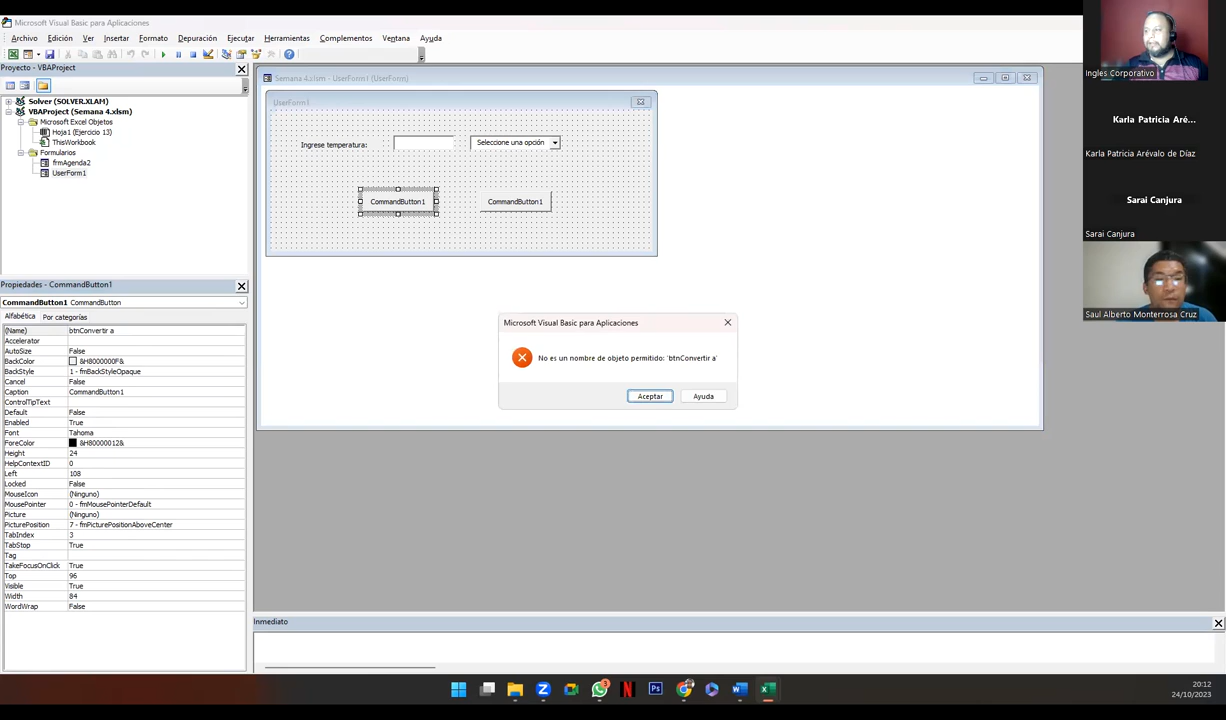 Microsoft Visual Basic para Aplicaciones
Archivo Edición Ver Insertar Formato Depuración Ejecutar Herramientas Complementos Ventana Ayuda
Proyecto - VBAProject
Solver (SOLVER.XLAM)
VBAProject (Semana 4.xlsm)
Microsoft Excel Objetos
Hoja1 (Ejercicio 13)
ThisWorkbook
Formularios
frmAgenda2
UserForm1
Propiedades - CommandButton1
CommandButton1 CommandButton
Alfabética Por categorías
(Name) btnConvertir a
Accelerator
AutoSize False
BackColor &H8000000F&
BackStyle 1 - fmBackStyleOpaque
Cancel False
Caption CommandButton1
ControlTipText
Default False
Enabled True
Font Tahoma
ForeColor &H80000012&
Height 24
HelpContextID 0
Left 108
Locked False
MouseIcon (Ninguno)
MousePointer 0 - fmMousePointerDefault
Picture (Ninguno)
PicturePosition 7 - fmPicturePositionAboveCenter
TabIndex 3
TabStop True
Tag
TakeFocusOnClick True
Top 96
Visible True
Width 84
WordWrap False
Semana 4.xlsm - UserForm1 (UserForm)
UserForm1
Ingrese temperatura: Seleccione una opción
CommandButton1 CommandButton1
Microsoft Visual Basic para Aplicaciones
No es un nombre de objeto permitido: 'btnConvertir a'
Aceptar Ayuda
Inmediato
Ingles Corporativo
Karla Patricia Aré...
Karla Patricia Arévalo de Díaz
Sarai Canjura
Sarai Canjura
Saul Alberto Monterrosa Cruz
3
Ps
20:12
24/10/2023